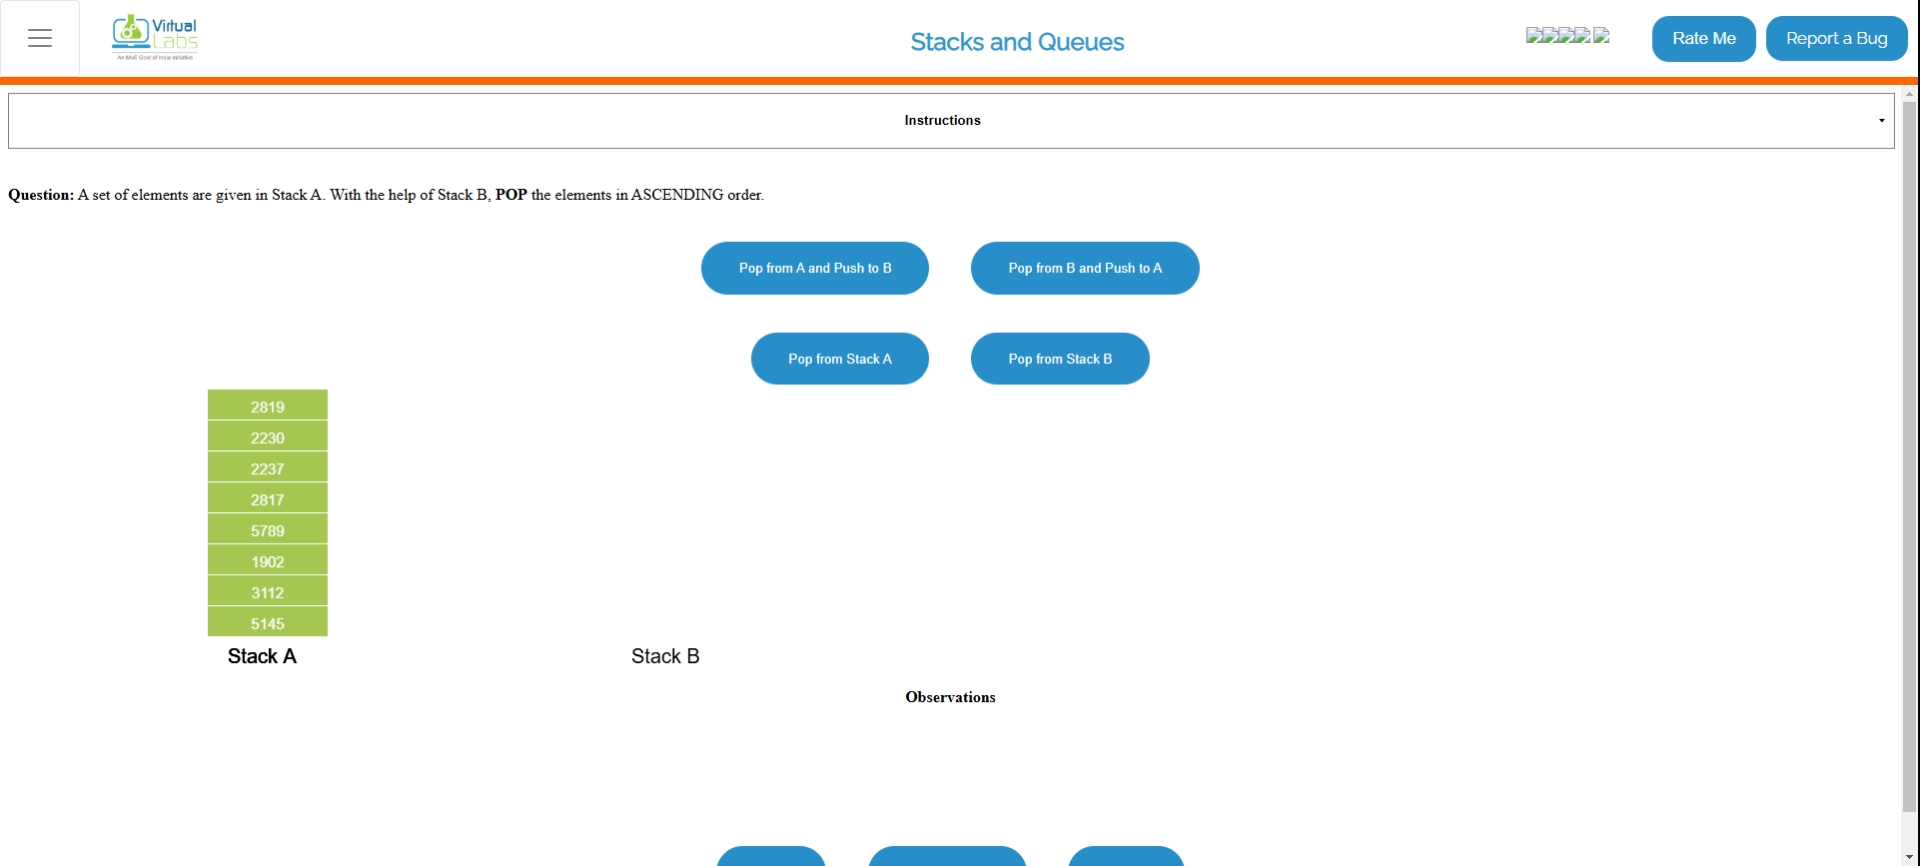 Virtual
Labs
An MoE Govt of India Initiative
Stacks and Queues
Rate Me
Report a Bug
Instructions
Question: A set of elements are given in Stack A. With the help of Stack B, POP the elements in ASCENDING order.
Pop from A and Push to B
Pop from B and Push to A
Pop from Stack A
Pop from Stack B
2819
2230
2237
2817
5789
1902
3112
5145
Stack A
Stack B
Observations